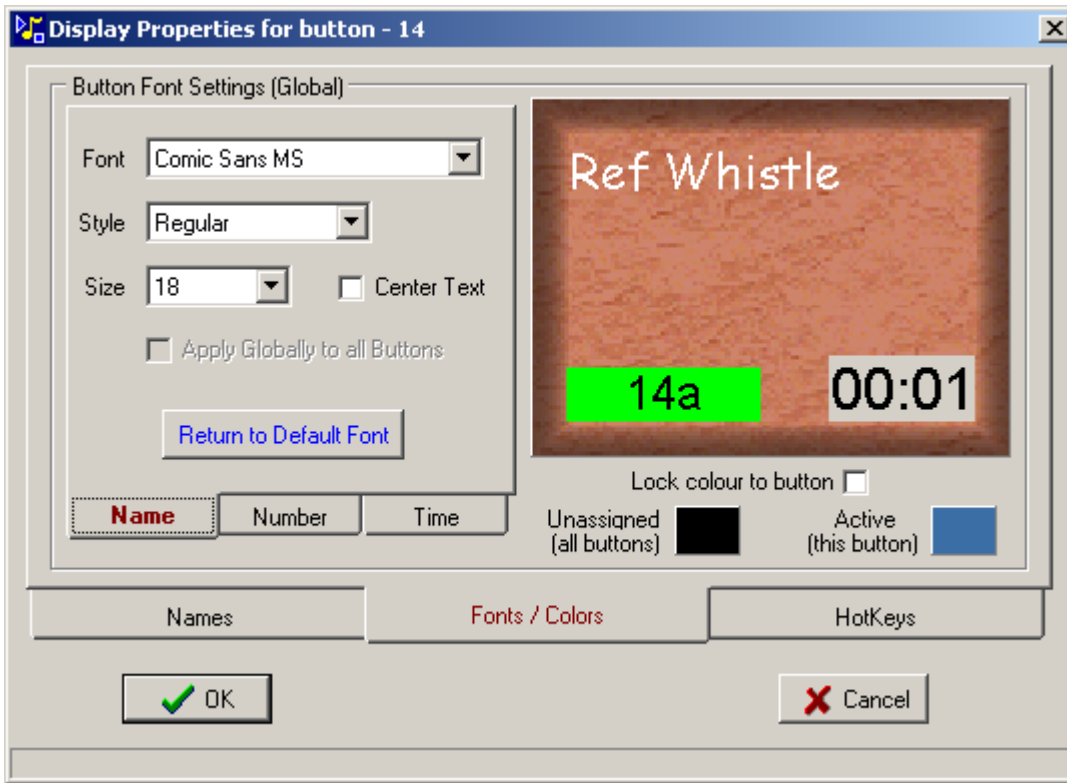 Display Properties for button - 14
Button Font Settings (Global)
Font Comic Sans MS
Style Regular
Size 18 Center Text
Apply Globally to all Buttons
Return to Default Font
Name Number Time
Ref Whistle
14a 00:01
Lock colour to button
Unassigned
(all buttons)
Active
(this button)
Names Fonts / Colors HotKeys
OK Cancel